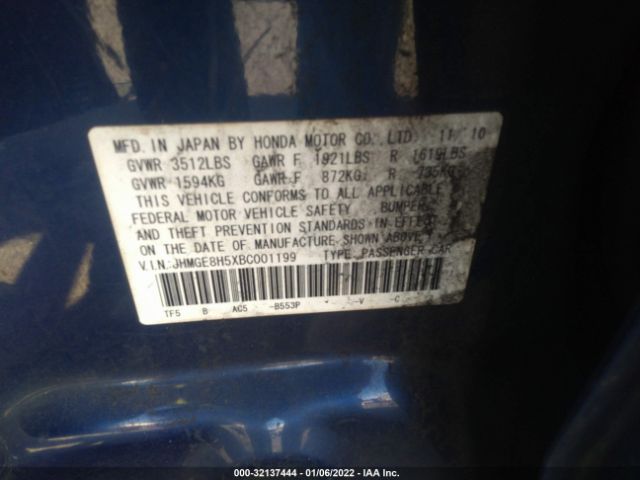 MFD. IN JAPAN BY HONDA MOTOR CO., LTD. 11/10
GVWR 3512LBS GAWR F 1921LBS R 1619LBS
GVWR 1594KG GAWR F 872KG R 735KG
THIS VEHICLE CONFORMS TO ALL APPLICABLE
FEDERAL MOTOR VEHICLE SAFETY BUMPER
AND THEFT PREVENTION STANDARDS IN EFFECT
ON THE DATE OF MANUFACTURE SHOWN ABOVE.
V.I.N.: JHMGE8H5XBC001199 TYPE: PASSENGER CAR
TF5 B AC5 -B553P - -V -C
000-32137444 - 01/06/2022 - IAA Inc.